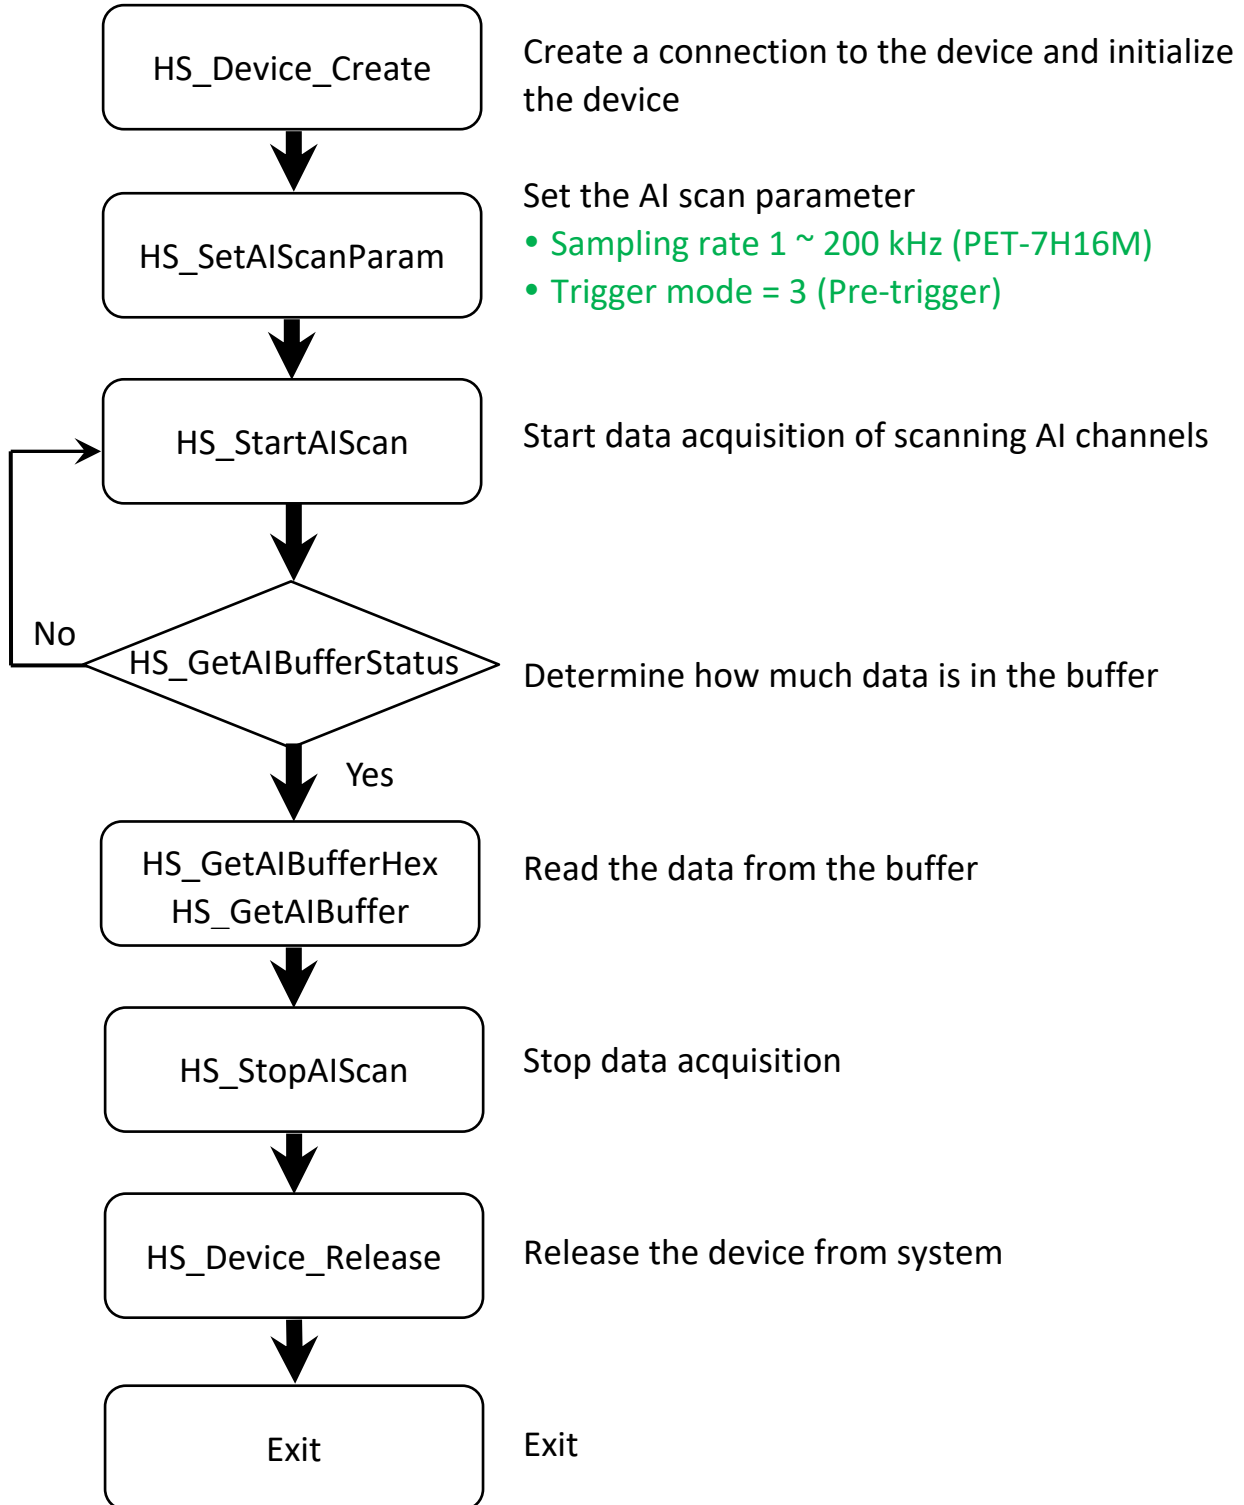 HS_Device_Create
Create a connection to the device and initialize
the device
HS_SetAIScanParam
Set the AI scan parameter
• Sampling rate 1 ~ 200 kHz (PET-7H16M)
• Trigger mode = 3 (Pre-trigger)
HS_StartAIScan
Start data acquisition of scanning AI channels
No
HS_GetAIBufferStatus
Determine how much data is in the buffer
Yes
HS_GetAIBufferHex
HS_GetAIBuffer
Read the data from the buffer
HS_StopAIScan
Stop data acquisition
HS_Device_Release
Release the device from system
Exit
Exit